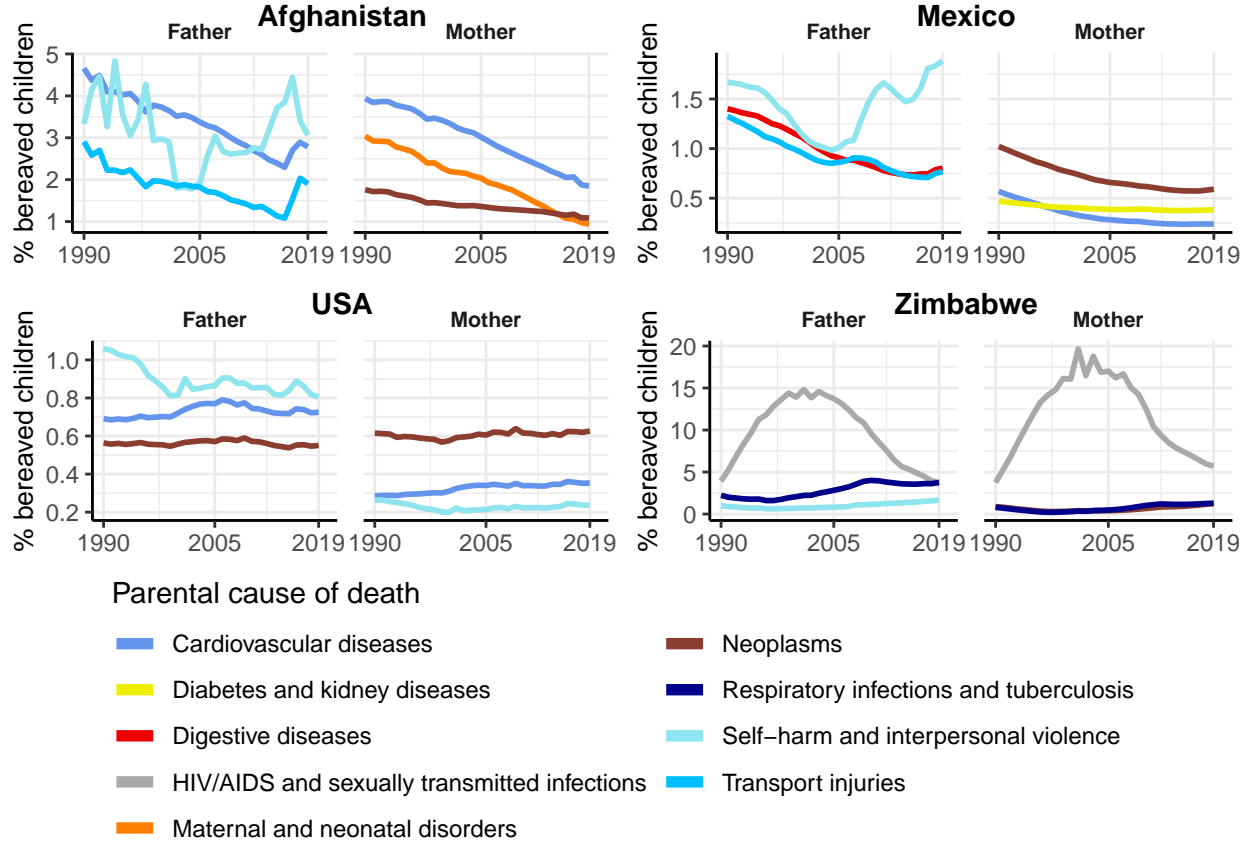 Afghanistan
Father
Mother
% bereaved children
5
4
3
2
1
1990
2005
2019
1990
2005
2019
Mexico
Father
Mother
% bereaved children
1.5
1.0
0.5
1990
2005
2019
1990
2005
2019
USA
Father
Mother
% bereaved children
1.0
0.8
0.6
0.4
0.2
1990
2005
2019
1990
2005
2019
Zimbabwe
Father
Mother
% bereaved children
20
15
10
5
0
1990
2005
2019
1990
2005
2019
Parental cause of death
Cardiovascular diseases
Diabetes and kidney diseases
Digestive diseases
HIV/AIDS and sexually transmitted infections
Maternal and neonatal disorders
Neoplasms
Respiratory infections and tuberculosis
Self−harm and interpersonal violence
Transport injuries